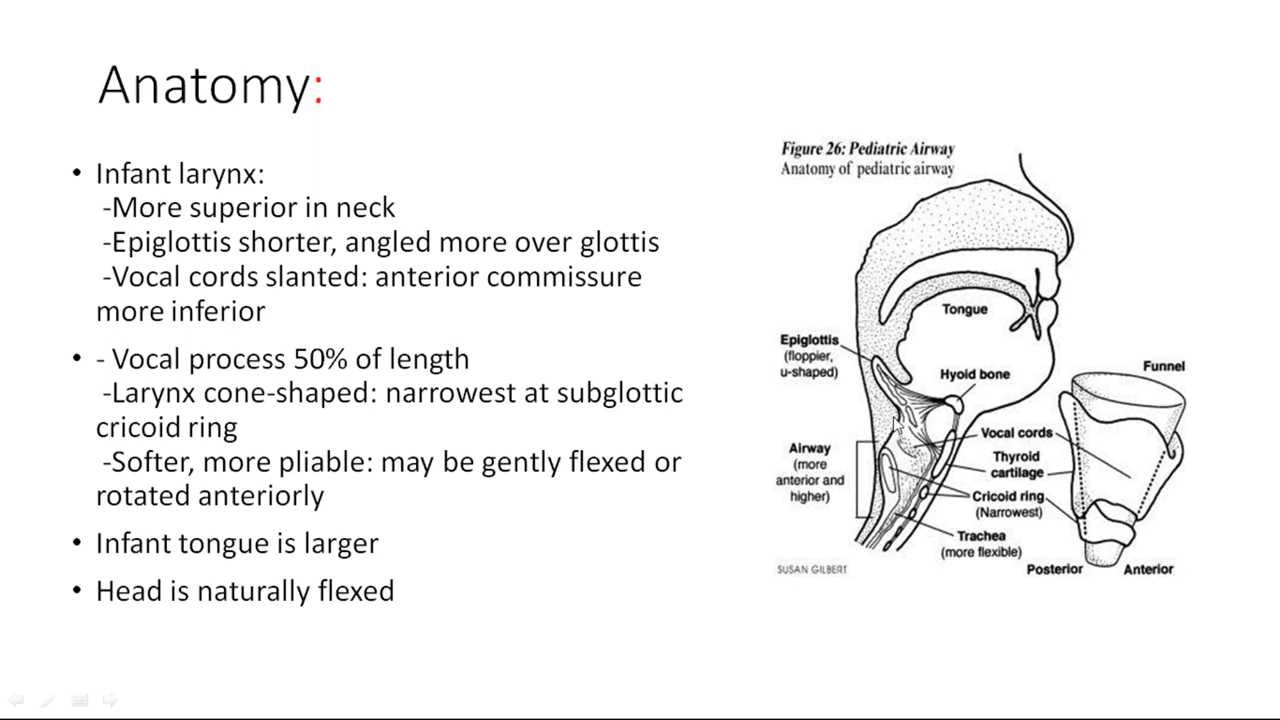 Anatomy:
• Infant larynx:
-More superior in neck
-Epiglottis shorter, angled more over glottis
-Vocal cords slanted: anterior commissure
more inferior
• - Vocal process 50% of length
-Larynx cone-shaped: narrowest at subglottic
cricoid ring
-Softer, more pliable: may be gently flexed or
rotated anteriorly
• Infant tongue is larger
• Head is naturally flexed
Figure 26: Pediatric Airway
Anatomy of pediatric airway
Tongue
Epiglottis
(floppier,
u-shaped)
Hyoid bone
Funnel
Vocal cords
Airway
(more
anterior and
higher)
Thyroid
cartilage
Cricoid ring
(Narrowest)
Trachea
(more flexible)
Posterior
Anterior
SUSAN GILBERT